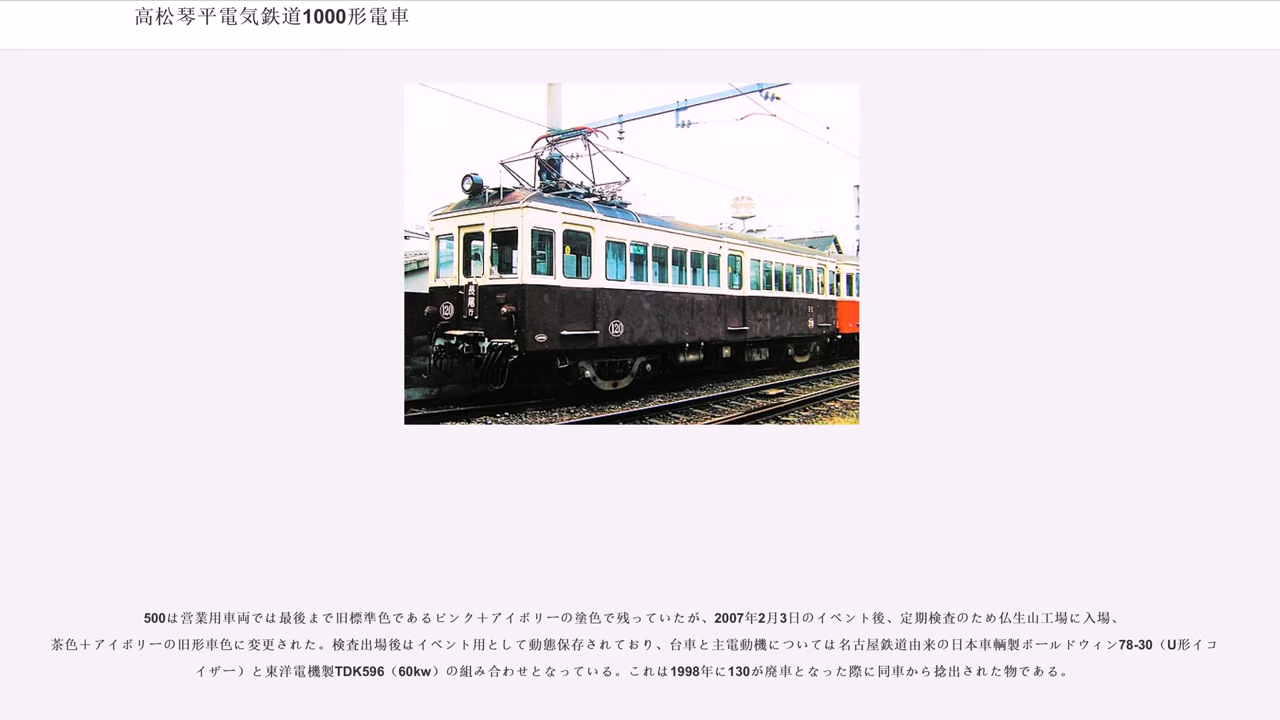 高松琴平電気鉄道1000形電車
長尾行
120
120
500は営業用車両では最後まで旧標準色であるピンク＋アイボリーの塗色で残っていたが、2007年2月3日のイベント後、定期検査のため仏生山工場に入場、
茶色＋アイボリーの旧形車色に変更された。検査出場後はイベント用として動態保存されており、台車と主電動機については名古屋鉄道由来の日本車輌製ボールドウィン78-30（U形イコ
イザー）と東洋電機製TDK596（60kw）の組み合わせとなっている。これは1998年に130が廃車となった際に同車から捻出された物である。